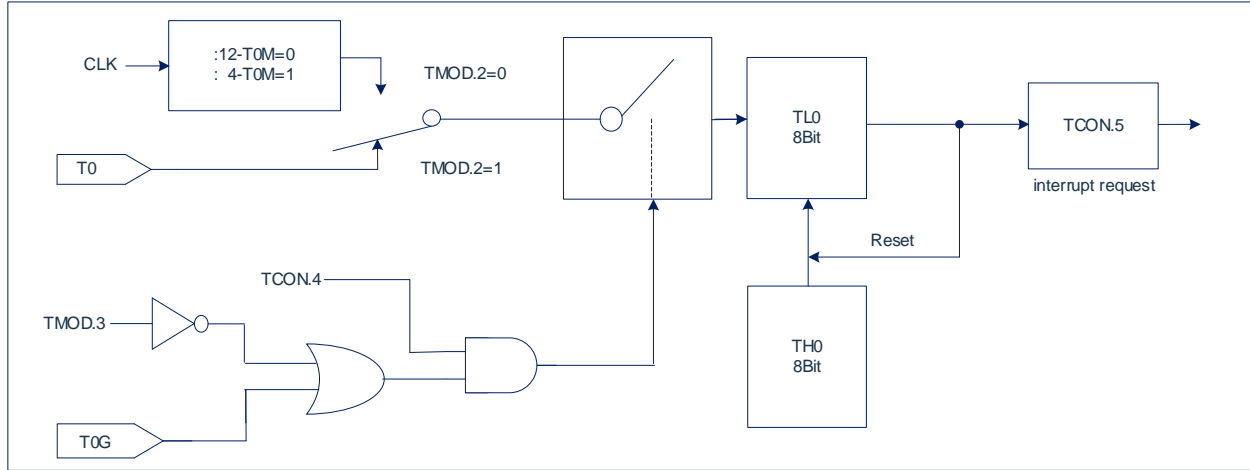 :12-T0M=0
: 4-T0M=1
CLK
TMOD.2=0
TMOD.2=1
T0
TL0
8Bit
TCON.5
interrupt request
Reset
TCON.4
TMOD.3
TH0
8Bit
T0G